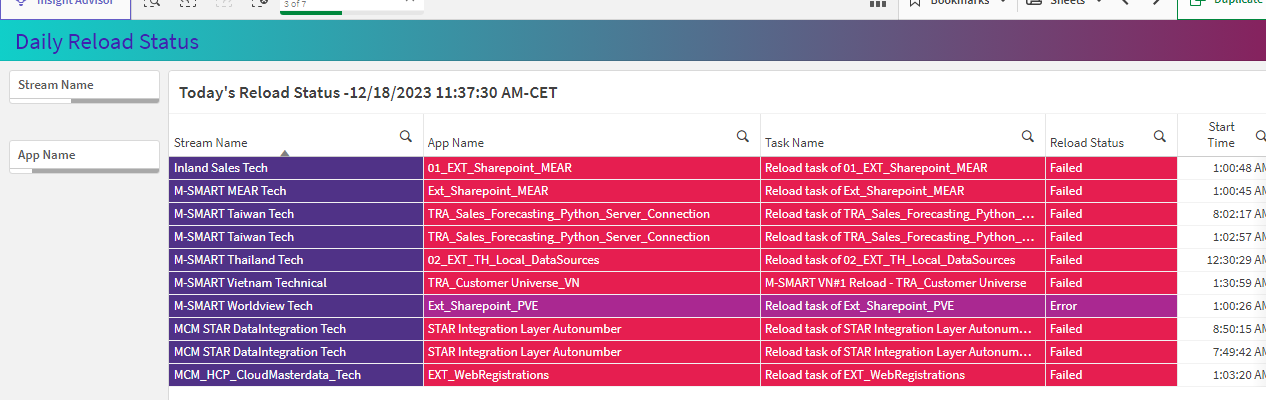 Insight Advisor
3 of 7
Bookmarks
Sheets
Duplicate
Daily Reload Status
Stream Name
App Name
Today's Reload Status -12/18/2023 11:37:30 AM-CET
Stream Name App Name Task Name Reload Status Start Time
Inland Sales Tech 01_EXT_Sharepoint_MEAR Reload task of 01_EXT_Sharepoint_MEAR Failed 1:00:48 AM
M-SMART MEAR Tech Ext_Sharepoint_MEAR Reload task of Ext_Sharepoint_MEAR Failed 1:00:45 AM
M-SMART Taiwan Tech TRA_Sales_Forecasting_Python_Server_Connection Reload task of TRA_Sales_Forecasting_Python_... Failed 8:02:17 AM
M-SMART Taiwan Tech TRA_Sales_Forecasting_Python_Server_Connection Reload task of TRA_Sales_Forecasting_Python_... Failed 1:02:57 AM
M-SMART Thailand Tech 02_EXT_TH_Local_DataSources Reload task of 02_EXT_TH_Local_DataSources Failed 12:30:29 AM
M-SMART Vietnam Technical TRA_Customer Universe_VN M-SMART VN#1 Reload - TRA_Customer Universe Failed 1:30:59 AM
M-SMART Worldview Tech Ext_Sharepoint_PVE Reload task of Ext_Sharepoint_PVE Error 1:00:26 AM
MCM STAR DataIntegration Tech STAR Integration Layer Autonumber Reload task of STAR Integration Layer Autonum... Failed 8:50:15 AM
MCM STAR DataIntegration Tech STAR Integration Layer Autonumber Reload task of STAR Integration Layer Autonum... Failed 7:49:42 AM
MCM_HCP_CloudMasterdata_Tech EXT_WebRegistrations Reload task of EXT_WebRegistrations Failed 1:03:20 AM